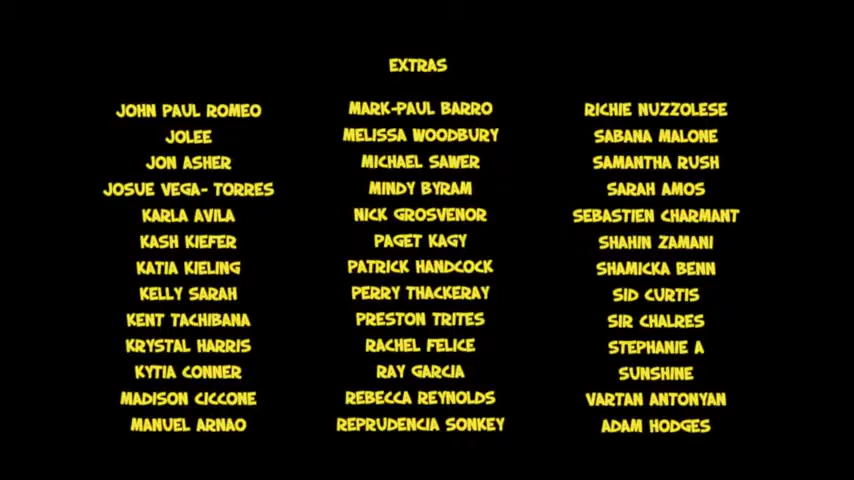 EXTRAS
JOHN PAUL ROMEO
JOLEE
JON ASHER
JOSUE VEGA- TORRES
KARLA AVILA
KASH KIEFER
KATIA KIELING
KELLY SARAH
KENT TACHIBANA
KRYSTAL HARRIS
KYTIA CONNER
MADISON CICCONE
MANUEL ARNAO
MARK-PAUL BARRO
MELISSA WOODBURY
MICHAEL SAWER
MINDY BYRAM
NICK GROSVENOR
PAGET KAGY
PATRICK HANDCOCK
PERRY THACKERAY
PRESTON TRITES
RACHEL FELICE
RAY GARCIA
REBECCA REYNOLDS
REPRUDENCIA SONKEY
RICHIE NUZZOLESE
SABANA MALONE
SAMANTHA RUSH
SARAH AMOS
SEBASTIEN CHARMANT
SHAHIN ZAMANI
SHAMICKA BENN
SID CURTIS
SIR CHALRES
STEPHANIE A
SUNSHINE
VARTAN ANTONYAN
ADAM HODGES